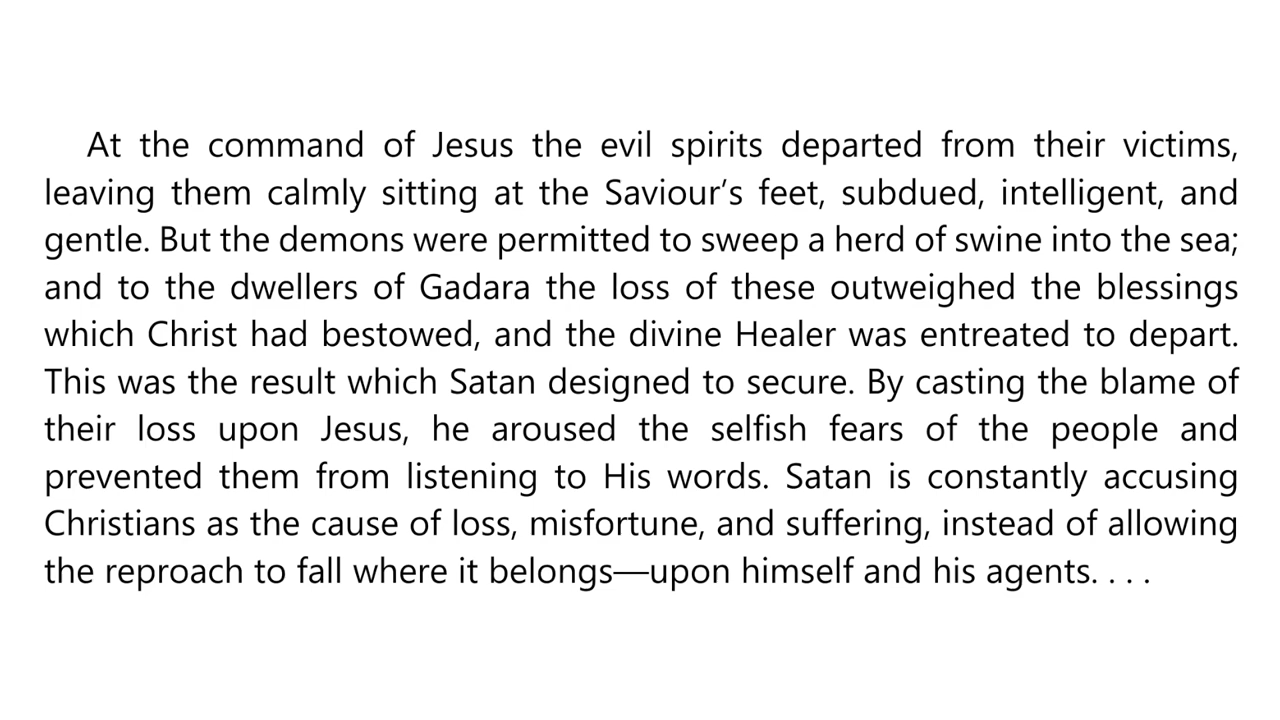 At the command of Jesus the evil spirits departed from their victims,
leaving them calmly sitting at the Saviour’s feet, subdued, intelligent, and
gentle. But the demons were permitted to sweep a herd of swine into the sea;
and to the dwellers of Gadara the loss of these outweighed the blessings
which Christ had bestowed, and the divine Healer was entreated to depart.
This was the result which Satan designed to secure. By casting the blame of
their loss upon Jesus, he aroused the selfish fears of the people and
prevented them from listening to His words. Satan is constantly accusing
Christians as the cause of loss, misfortune, and suffering, instead of allowing
the reproach to fall where it belongs—upon himself and his agents. . . .